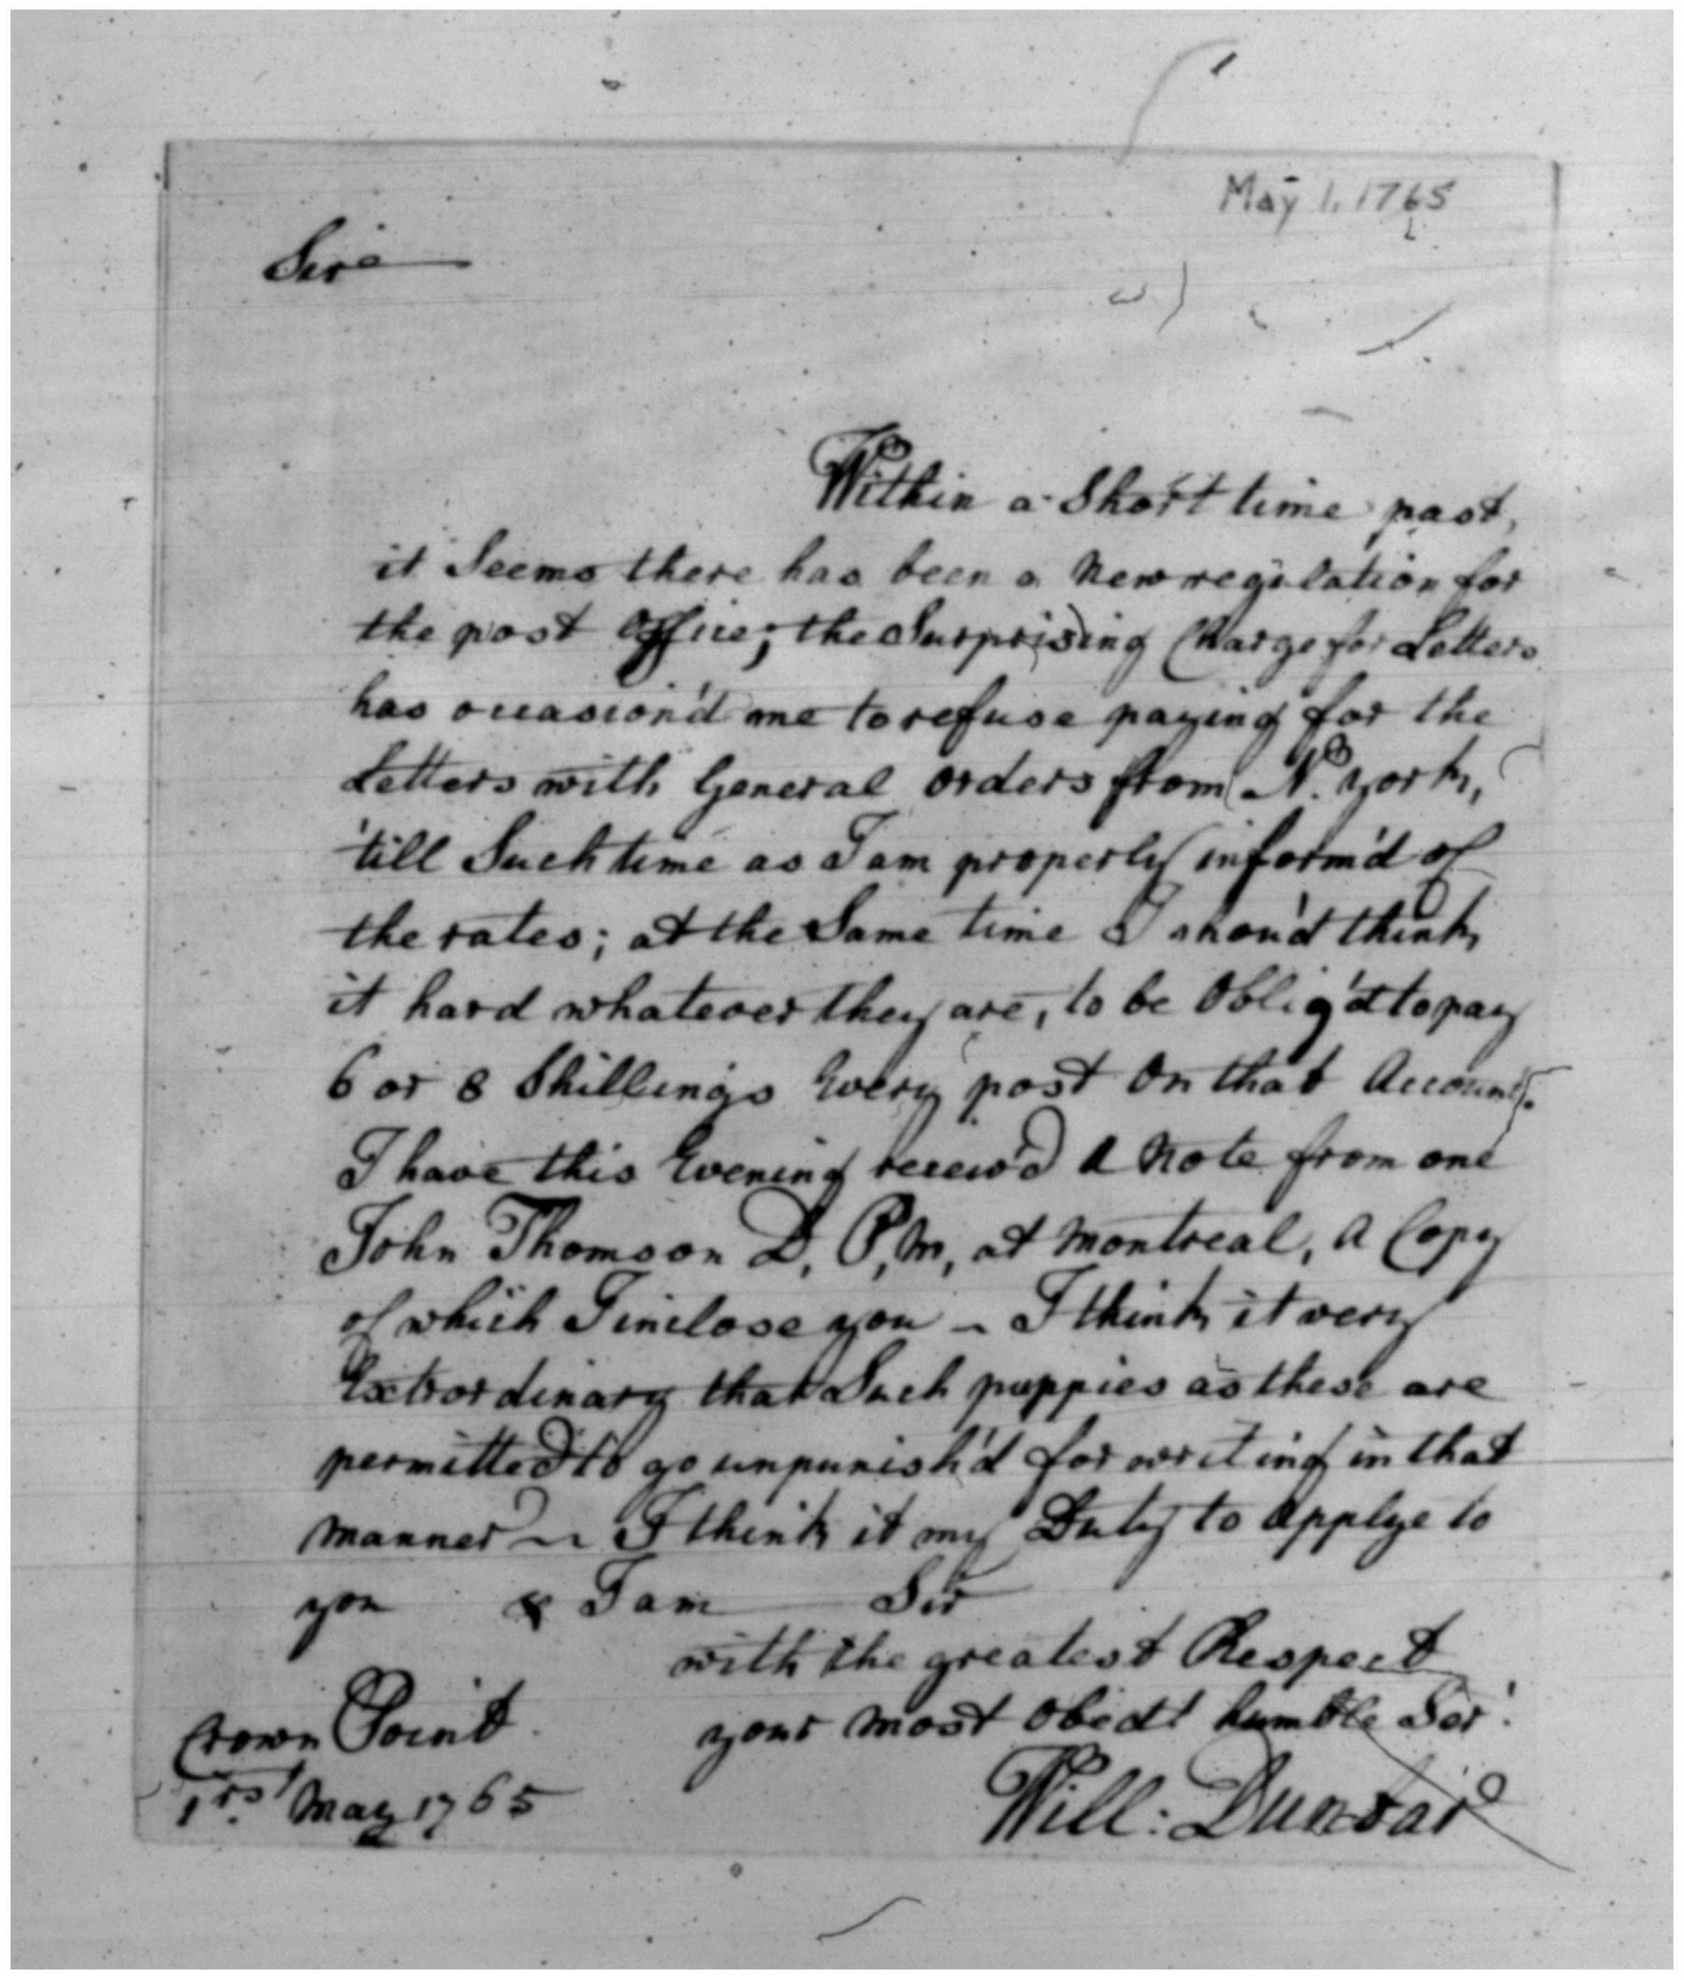 May 1, 1765
Sir
Within a Short time past,
it Seems there has been a New regulation for
the post Office; the Surprising Charge for Letters
has occasion'd me to refuse paying for the
Letters with General Orders from N. York,
'till Such time as I am properly inform'd of
the rates; at the Same time I shou'd think
it hard whatever they are, to be Oblig'd to pay
6 or 8 Shillings Every post On that Account.
I have this Evening receiv'd A Note from one
John Thomson D, P, M, at Montreal, A Copy
of which I inclose you ~ I think it very
Extrordinary that Such puppies as these are
permitted to go unpunish'd for writing in that
manner ~ I think it my Duty to Applye to
you & I am Sir
with the greatest Respect
your most Obedt humble Ser!
Will: Dunbar
Crown Point
1rst May 1765